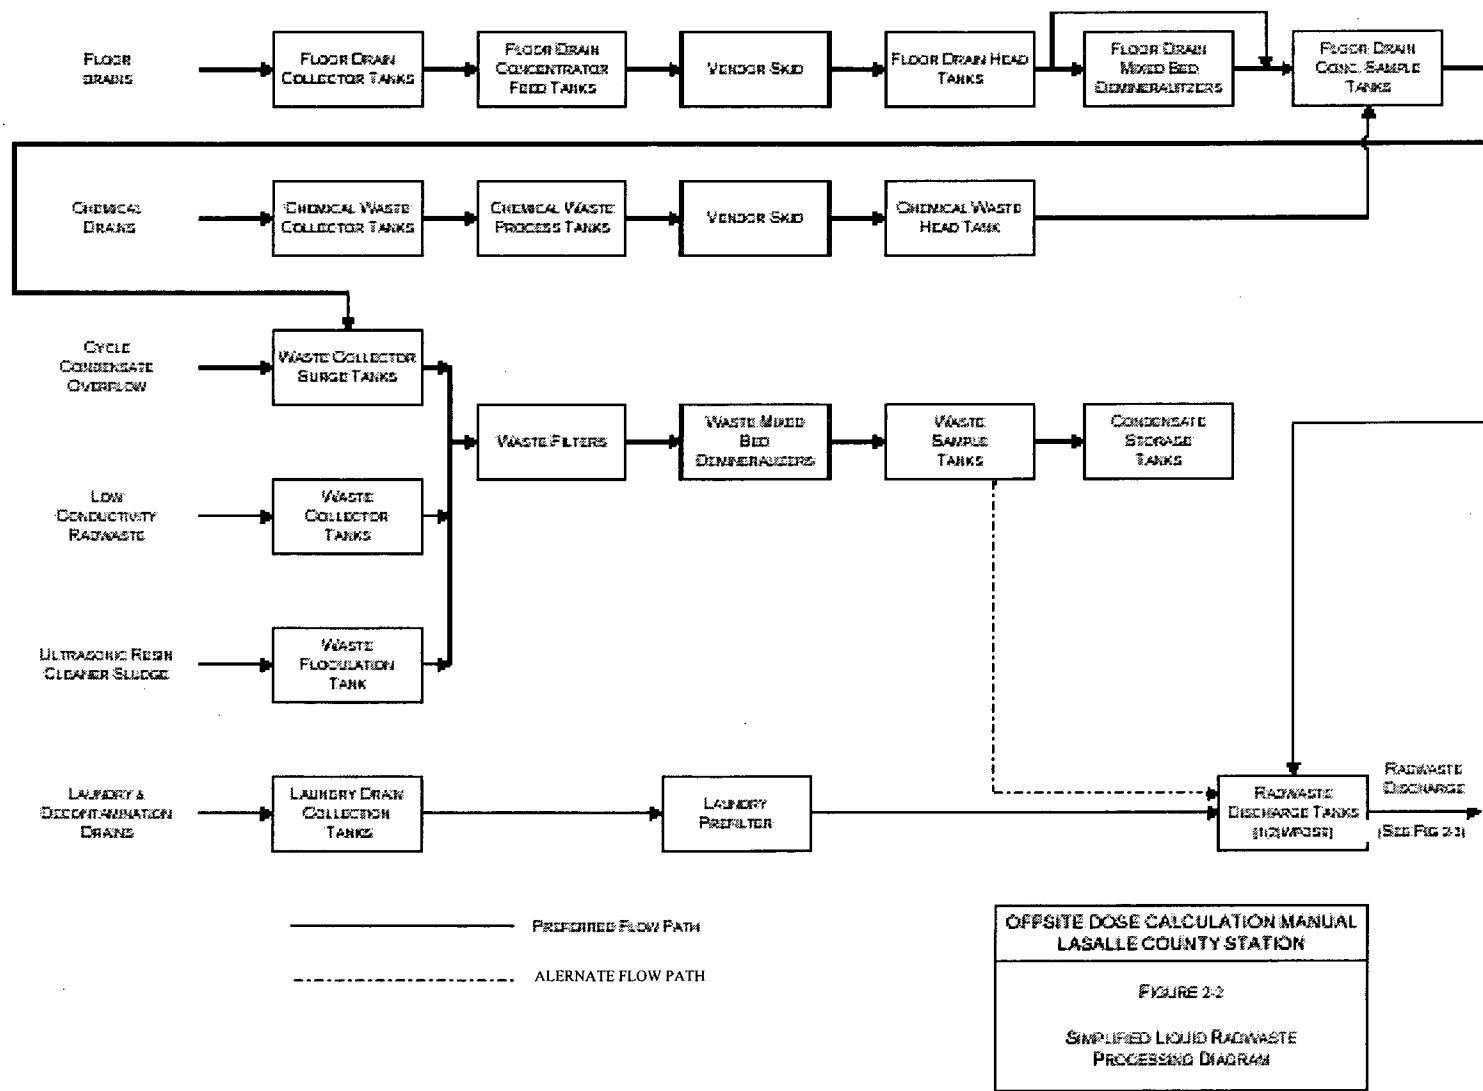 FLOOR
DRAINS
FLOOR DRAIN
COLLECTOR TANKS
FLOOR DRAIN
CONCENTRATOR
FEED TANKS
VENDOR SKID
FLOOR DRAIN HEAD
TANKS
FLOOR DRAIN
MIXED BED
DEMINERALITZERS
FLOOR DRAIN
CONC. SAMPLE
TANKS
CHEMICAL
DRAINS
CHEMICAL WASTE
COLLECTOR TANKS
CHEMICAL WASTE
PROCESS TANKS
VENDOR SKID
CHEMICAL WASTE
HEAD TANK
CYCLE
CONDENSATE
OVERFLOW
WASTE COLLECTOR
SURGE TANKS
WASTE FILTERS
WASTE MIXED
BED
DEMINERALIZERS
WASTE
SAMPLE
TANKS
CONDENSATE
STORAGE
TANKS
LOW
CONDUCTIVITY
RADWASTE
WASTE
COLLECTOR
TANKS
ULTRASONIC RESIN
CLEANER SLUDGE
WASTE
FLOCULATION
TANK
LAUNDRY &
DECONTAMINATION
DRAINS
LAUNDRY DRAIN
COLLECTION
TANKS
LAUNDRY
PREFILTER
RADWASTE
DISCHARGE TANKS
RADWASTE
DISCHARGE
(SEE FIG 2-3)
PREFERRED FLOW PATH
ALERNATE FLOW PATH
OFFSITE DOSE CALCULATION MANUAL
LASALLE COUNTY STATION
FIGURE 2-2
SIMPLIFIED LIQUID RADWASTE
PROCESSING DIAGRAM